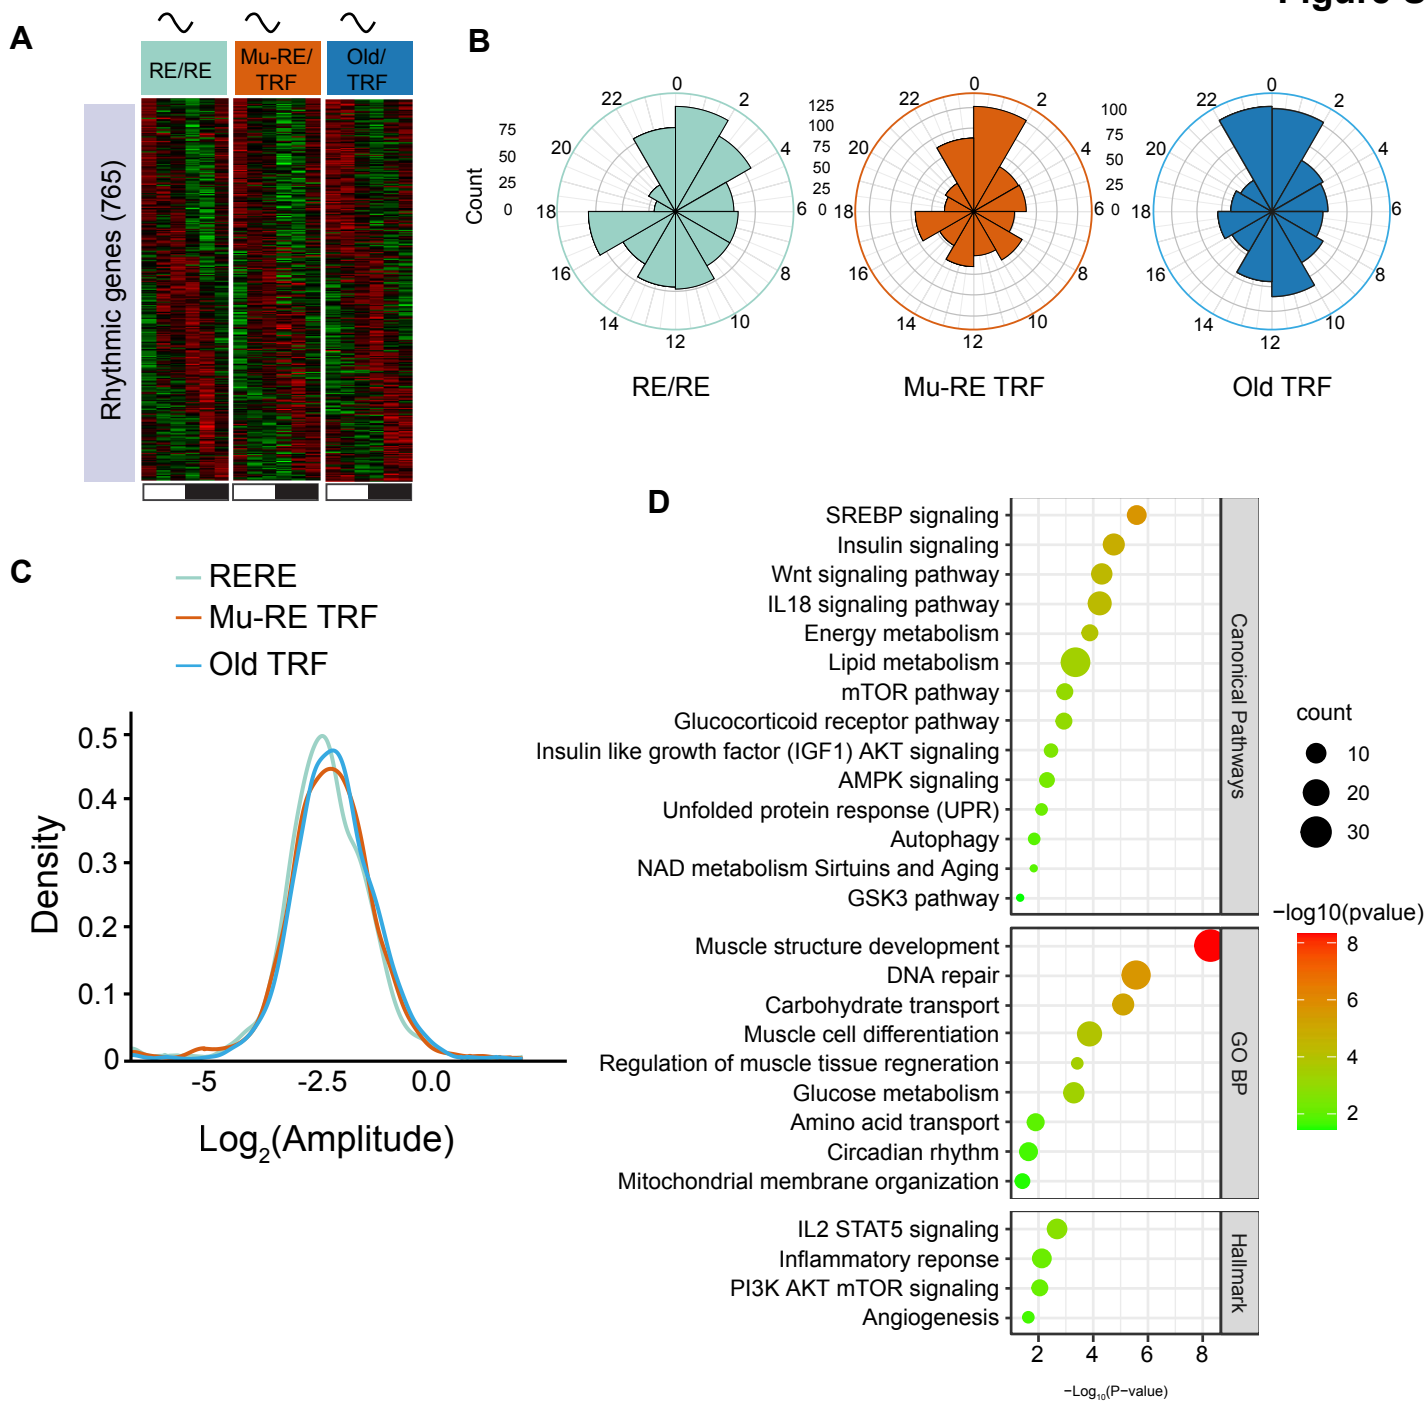 Figure S
A
RE/RE
Mu-RE/
TRF
Old/
TRF
Rhythmic genes (765)
B
Count
75
50
25
0
0
2
4
6
8
10
12
14
16
18
20
22
RE/RE
125
100
75
50
25
0
0
2
4
6
8
10
12
14
16
18
20
22
Mu-RE TRF
100
75
50
25
0
0
2
4
6
8
10
12
14
16
18
20
22
Old TRF
C
RERE
Mu-RE TRF
Old TRF
Density
0.5
0.4
0.3
0.2
0.1
0
-5
-2.5
0.0
Log2(Amplitude)
D
SREBP signaling
Insulin signaling
Wnt signaling pathway
IL18 signaling pathway
Energy metabolism
Lipid metabolism
mTOR pathway
Glucocorticoid receptor pathway
Insulin like growth factor (IGF1) AKT signaling
AMPK signaling
Unfolded protein response (UPR)
Autophagy
NAD metabolism Sirtuins and Aging
GSK3 pathway
Canonical Pathways
Muscle structure development
DNA repair
Carbohydrate transport
Muscle cell differentiation
Regulation of muscle tissue regneration
Glucose metabolism
Amino acid transport
Circadian rhythm
Mitochondrial membrane organization
GO BP
IL2 STAT5 signaling
Inflammatory reponse
PI3K AKT mTOR signaling
Angiogenesis
Hallmark
2
4
6
8
−Log10(P−value)
count
10
20
30
−log10(pvalue)
8
6
4
2